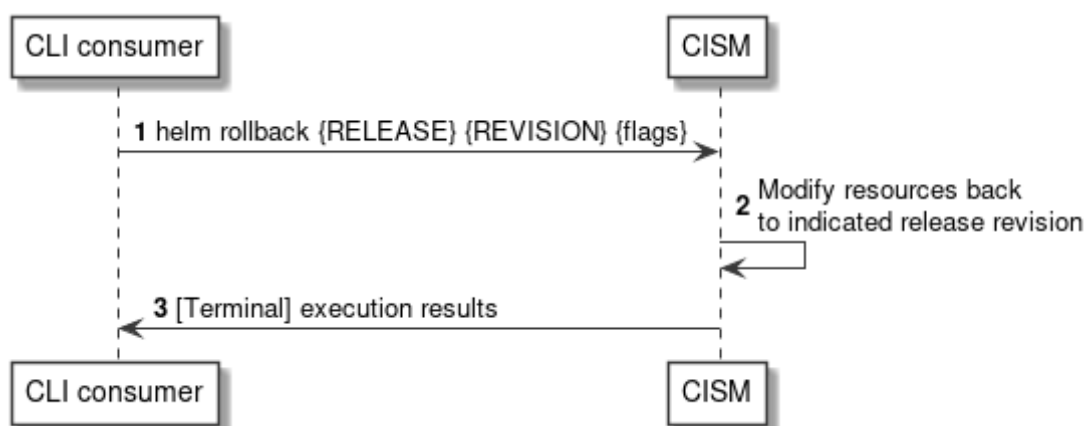 CLI consumer
CISM
1 helm rollback {RELEASE} {REVISION} {flags}
2 Modify resources back
to indicated release revision
3 [Terminal] execution results
CLI consumer
CISM